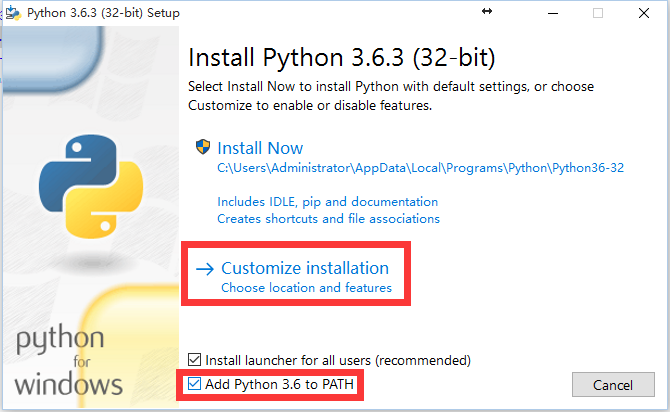 Python 3.6.3 (32-bit) Setup
Install Python 3.6.3 (32-bit)
Select Install Now to install Python with default settings, or choose
Customize to enable or disable features.
Install Now
C:\Users\Administrator\AppData\Local\Programs\Python\Python36-32
Includes IDLE, pip and documentation
Creates shortcuts and file associations
Customize installation
Choose location and features
python
for
windows
Install launcher for all users (recommended)
Add Python 3.6 to PATH
Cancel